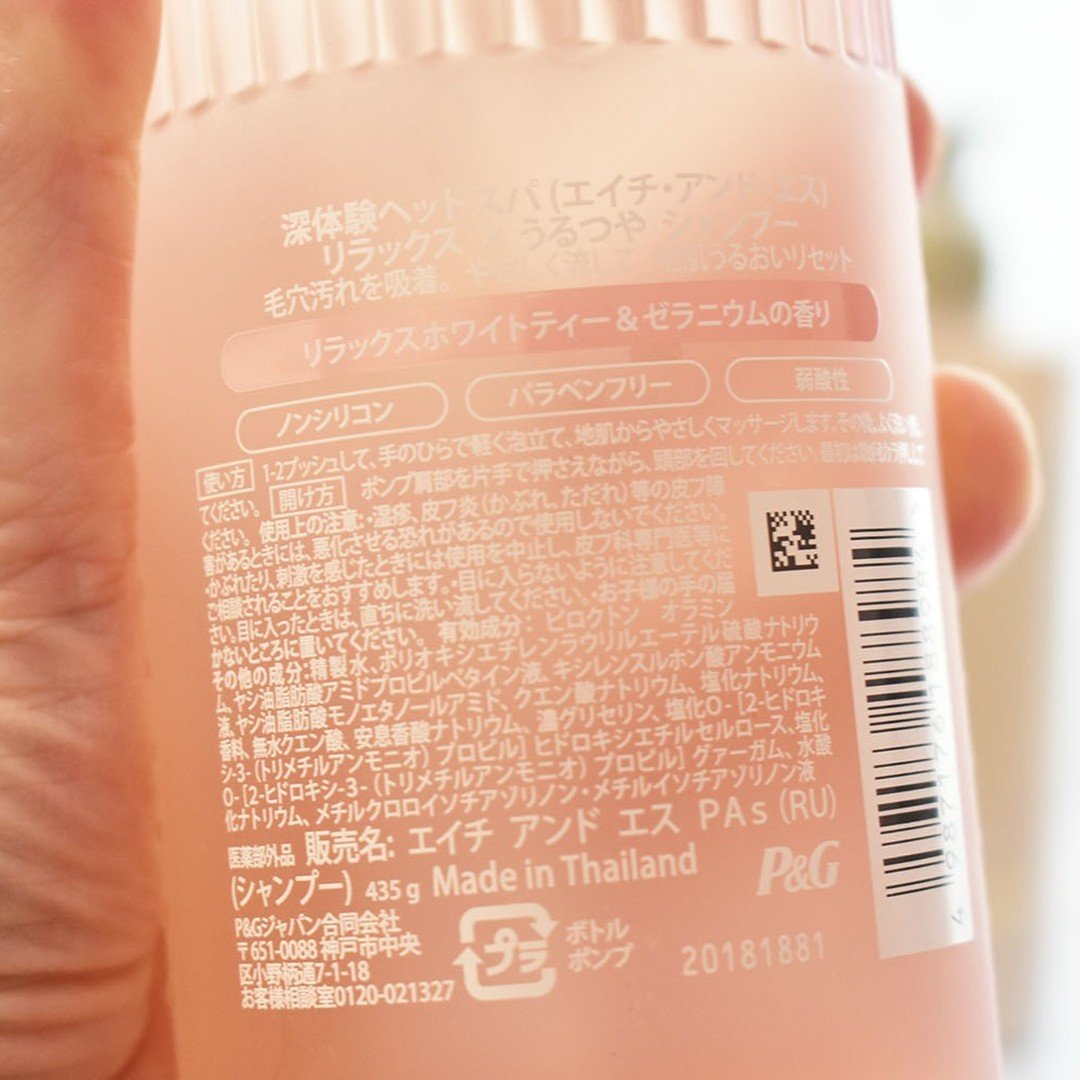 深体験ヘッドスパ (エイチ・アンド・エス)
リラックス うるつや シャンプー
毛穴汚れを吸着。やさしく流して、地肌うるおいリセット
リラックスホワイトティー & ゼラニウムの香り
ノンシリコン パラベンフリー 弱酸性
使い方 1-2プッシュして、手のひらで軽く泡立て、地肌からやさしくマッサージします。その後、よく
てください。 開け方 ポンプ肩部を片手で押さえながら、頭部を回してください。
ください。 使用上の注意:・湿疹、皮フ炎(かぶれ、ただれ)等の皮フ障
害があるときには、悪化させる恐れがあるので使用しないでください。
かぶれたり、刺激を感じたときには使用を中止し、皮フ科専門医等に
ご相談されることをおすすめします。・目に入らないように注意してくだ
さい。目に入ったときは、直ちに洗い流してください。・お子様の手の届
かないところに置いてください。 有効成分: ピロクトン オラミン
その他の成分:精製水、ポリオキシエチレンラウリルエーテル硫酸ナトリウ
ム、ヤシ油脂肪酸アミドプロピルベタイン液、キシレンスルホン酸アンモニウム
液、ヤシ油脂肪酸モノエタノールアミド、クエン酸ナトリウム、塩化ナトリウム、
香料、無水クエン酸、安息香酸ナトリウム、濃グリセリン、塩化O-[2-ヒドロキ
シ-3-(トリメチルアンモニオ)プロピル]ヒドロキシエチルセルロース、塩化
O-[2-ヒドロキシ-3-(トリメチルアンモニオ)プロピル]グァーガム、水酸
化ナトリウム、メチルクロロイソチアゾリノン・メチルイソチアゾリノン液
医薬部外品 販売名: エイチ アンド エス PAs (RU)
(シャンプー) 435g Made in Thailand
P&G
P&Gジャパン合同会社
〒651-0088 神戸市中央
区小野柄通7-1-18
お客様相談室0120-021327
プラ
ボトル
ポンプ
20181881